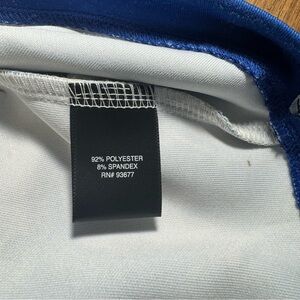 92% POLYESTER
8% SPANDEX
RN# 93677